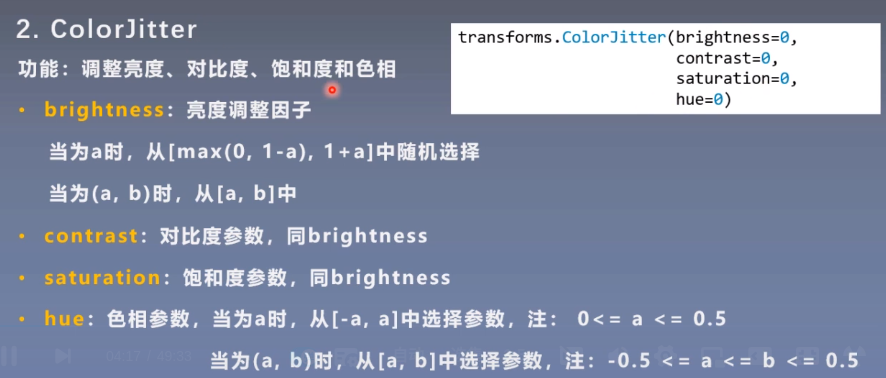 2. ColorJitter
功能：调整亮度、对比度、饱和度和色相
transforms.ColorJitter(brightness=0,
contrast=0,
saturation=0,
hue=0)
• brightness：亮度调整因子
当为a时，从[max(0, 1-a), 1+a]中随机选择
当为(a, b)时，从[a, b]中
• contrast：对比度参数，同brightness
• saturation：饱和度参数，同brightness
• hue：色相参数，当为a时，从[-a, a]中选择参数，注： 0<= a <= 0.5
当为(a, b)时，从[a, b]中选择参数，注：-0.5 <= a <= b <= 0.5